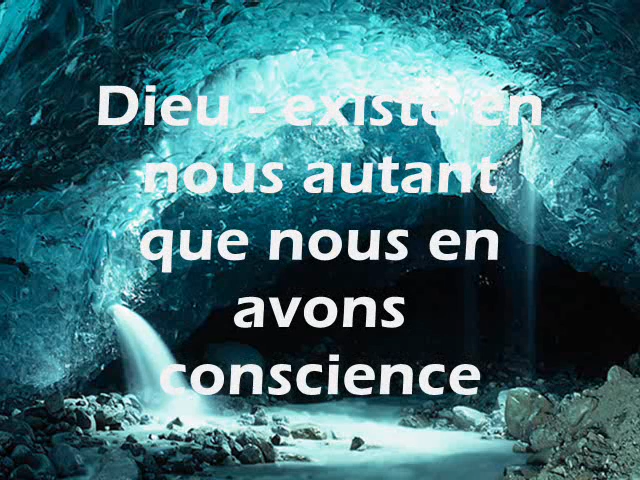 Dieu - existe en
nous autant
que nous en
avons
conscience